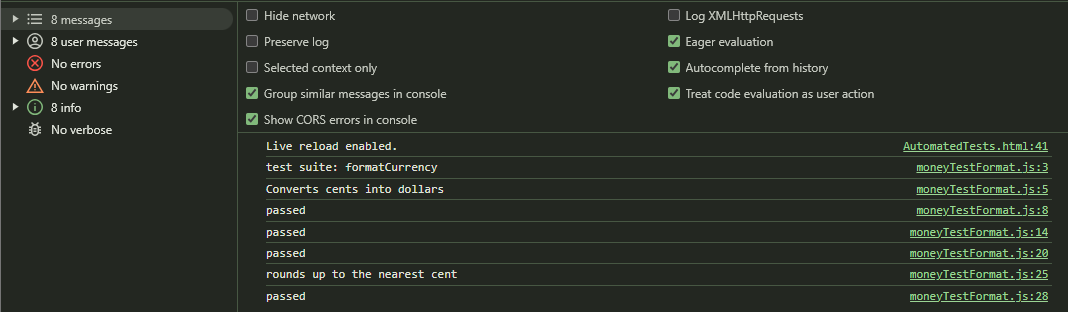 8 messages
8 user messages
No errors
No warnings
8 info
No verbose
Hide network
Log XMLHttpRequests
Preserve log
Eager evaluation
Selected context only
Autocomplete from history
Group similar messages in console
Treat code evaluation as user action
Show CORS errors in console
Live reload enabled. AutomatedTests.html:41
test suite: formatCurrency moneyTestFormat.js:3
Converts cents into dollars moneyTestFormat.js:5
passed moneyTestFormat.js:8
passed moneyTestFormat.js:14
passed moneyTestFormat.js:20
rounds up to the nearest cent moneyTestFormat.js:25
passed moneyTestFormat.js:28